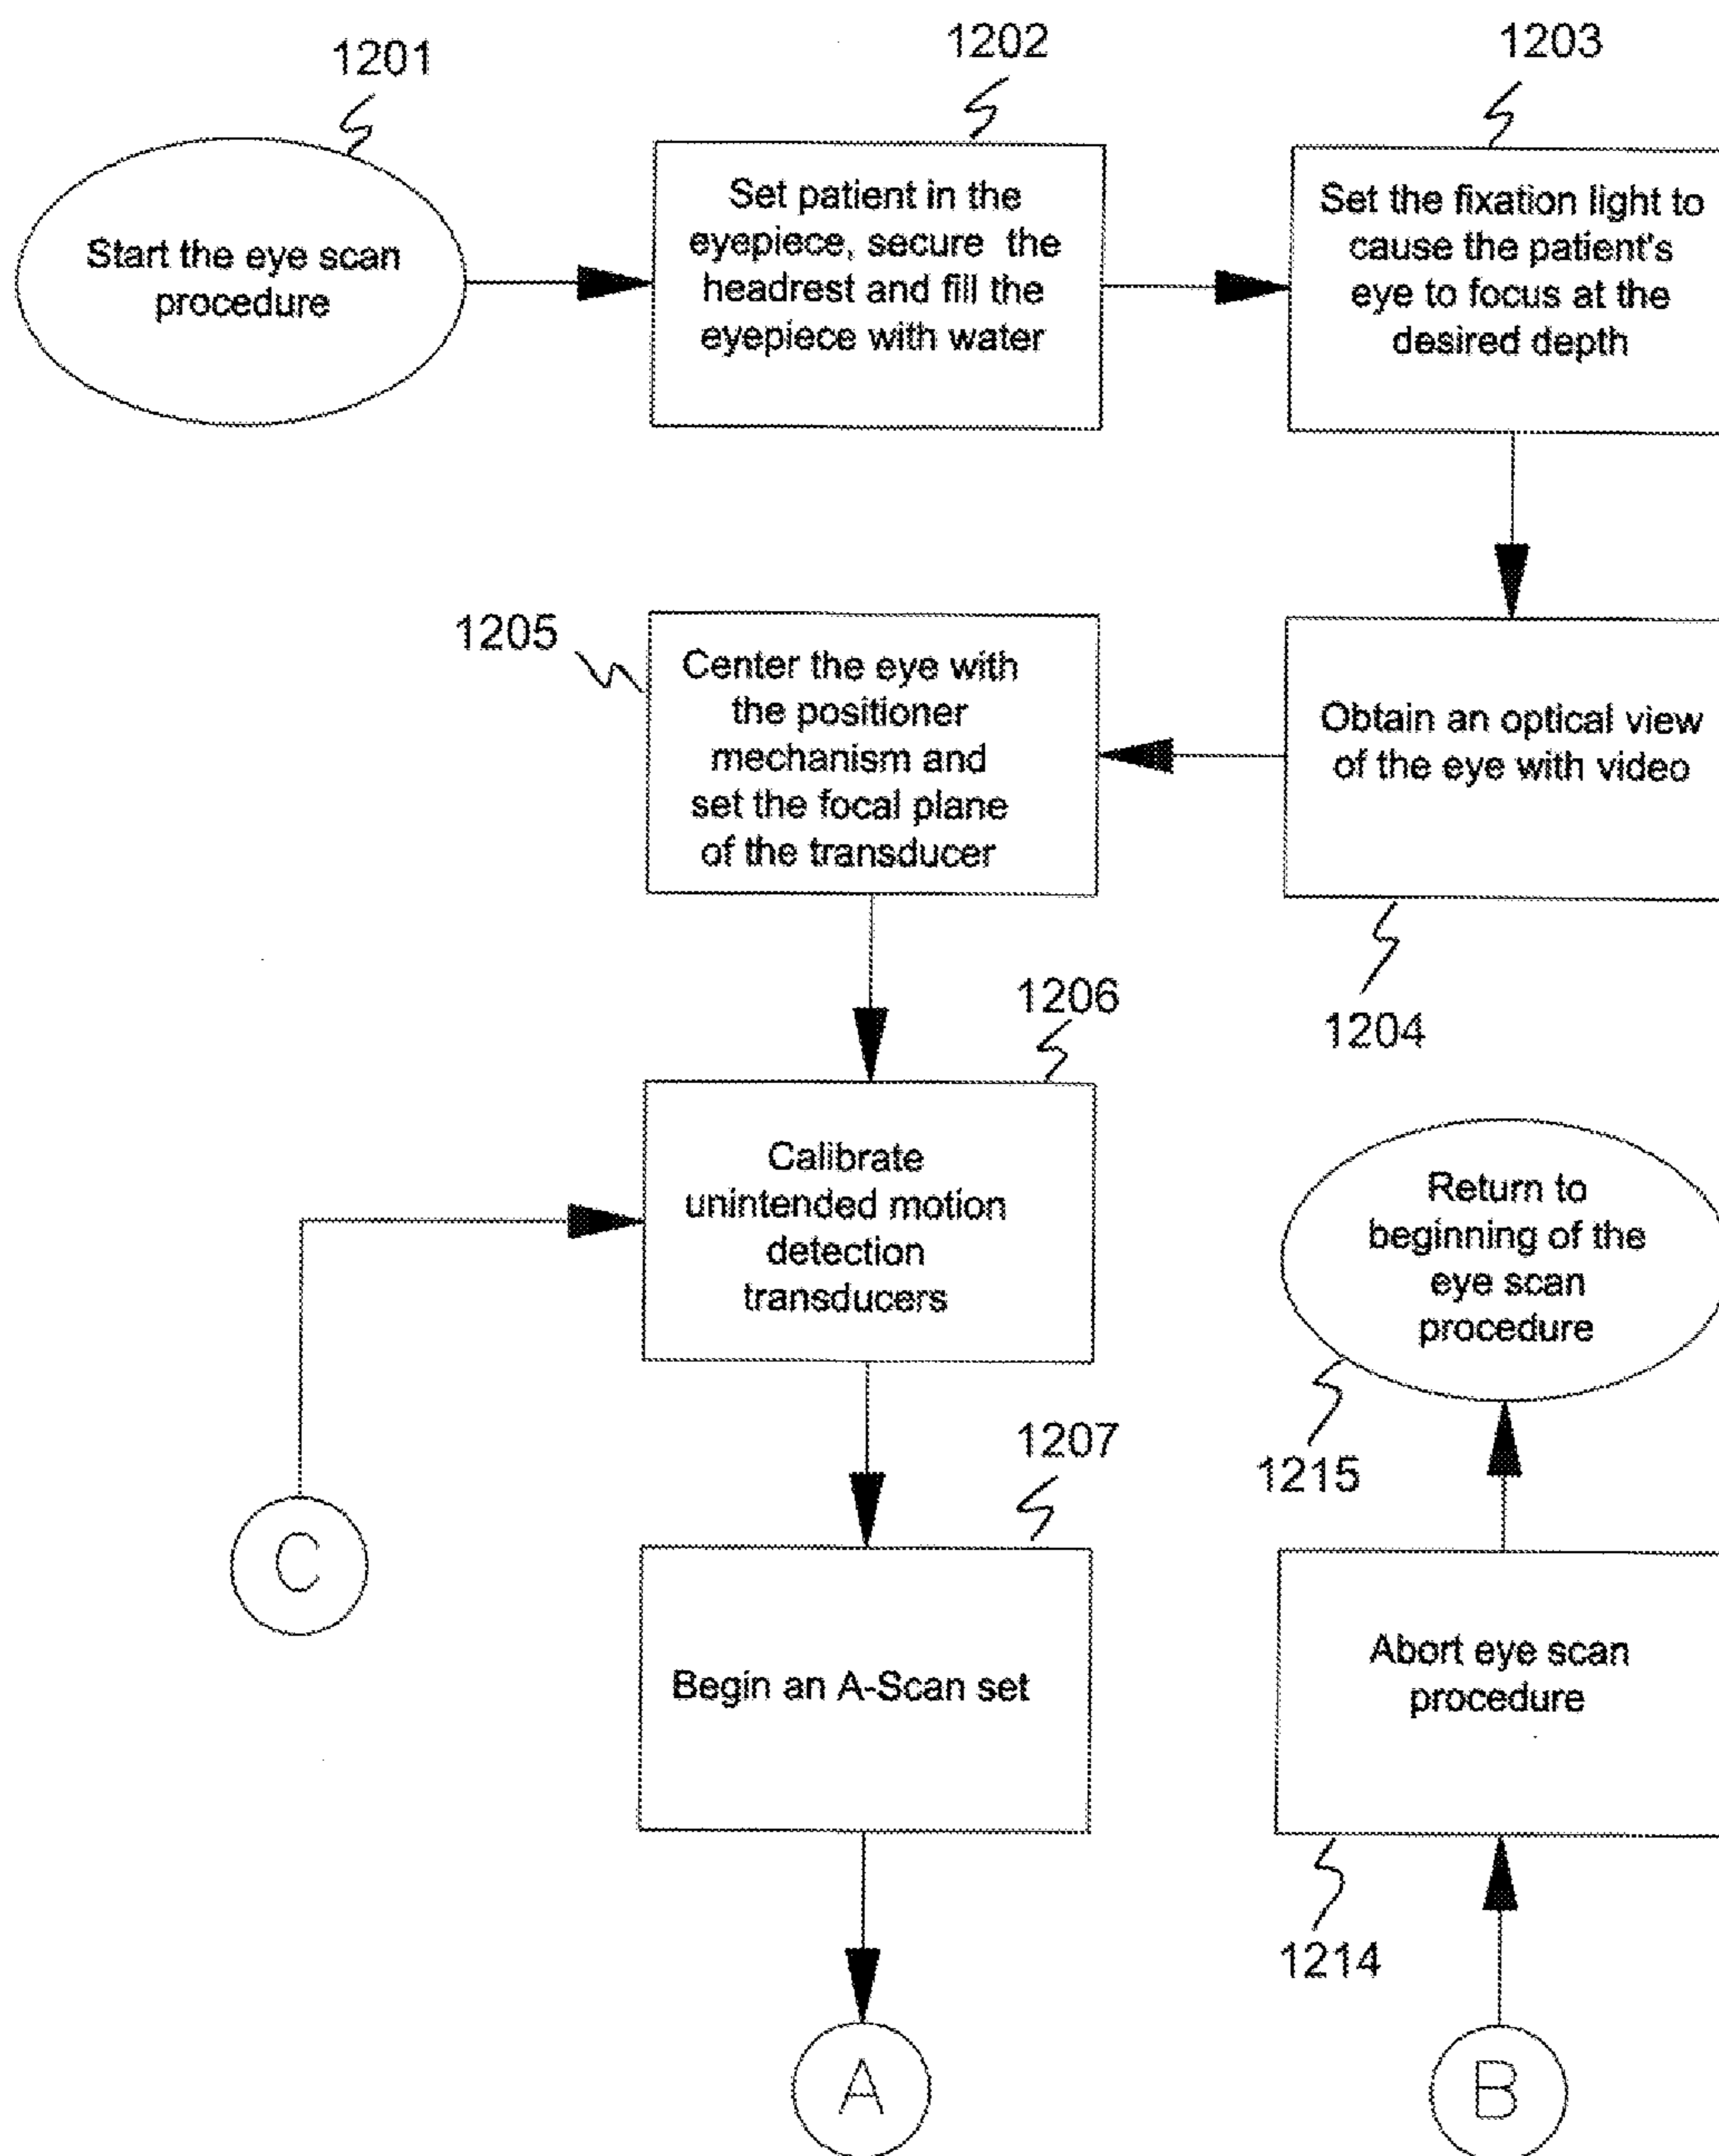 1201
Start the eye scan
procedure
1202
Set patient in the
eyepiece, secure the
headrest and fill the
eyepiece with water
1203
Set the fixation light to
cause the patient's
eye to focus at the
desired depth
1205
Center the eye with
the positioner
mechanism and
set the focal plane
of the transducer
Obtain an optical view
of the eye with video
1204
1206
Calibrate
unintended motion
detection
transducers
Return to
beginning of the
eye scan
procedure
1215
1207
C
Begin an A-Scan set
Abort eye scan
procedure
1214
A
B